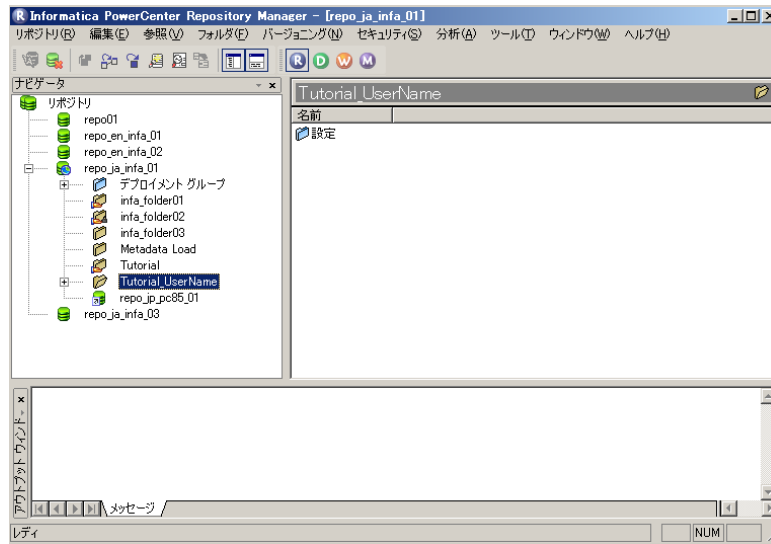 Informatica PowerCenter Repository Manager - [repo_ja_infa_01]
リポジトリ(R) 編集(E) 参照(V) フォルダ(F) バージョニング(N) セキュリティ(S) 分析(A) ツール(T) ウィンドウ(W) ヘルプ(H)
R D W M
ナビゲータ
リポジトリ
repo01
repo_en_infa_01
repo_en_infa_02
repo_ja_infa_01
デプロイメント グループ
infa_folder01
infa_folder02
infa_folder03
Metadata Load
Tutorial
Tutorial_UserName
repo_jp_pc85_01
repo_ja_infa_03
Tutorial_UserName
名前
設定
アウトプット ウィンドウ
メッセージ
レディ
NUM